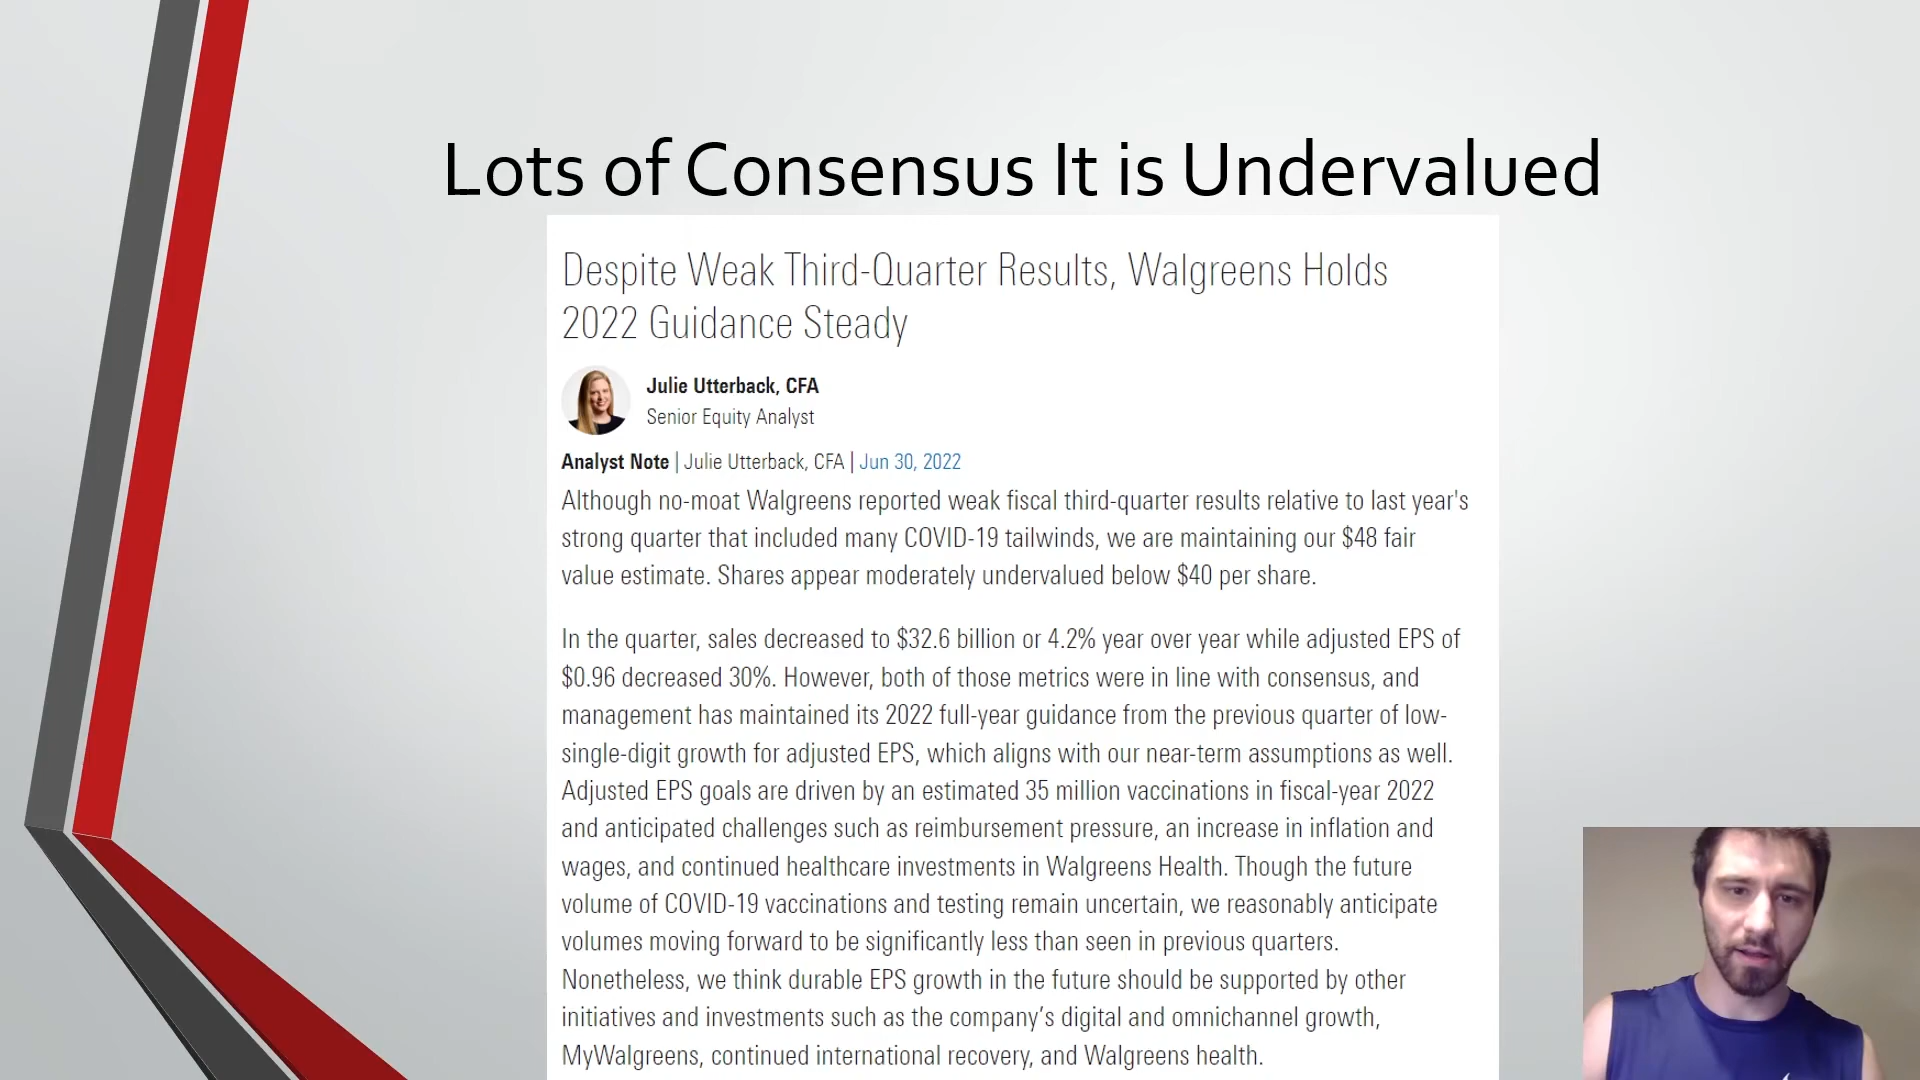 Lots of Consensus It is Undervalued
Despite Weak Third-Quarter Results, Walgreens Holds
2022 Guidance Steady
Julie Utterback, CFA
Senior Equity Analyst
Analyst Note | Julie Utterback, CFA | Jun 30, 2022
Although no-moat Walgreens reported weak fiscal third-quarter results relative to last year's
strong quarter that included many COVID-19 tailwinds, we are maintaining our $48 fair
value estimate. Shares appear moderately undervalued below $40 per share.
In the quarter, sales decreased to $32.6 billion or 4.2% year over year while adjusted EPS of
$0.96 decreased 30%. However, both of those metrics were in line with consensus, and
management has maintained its 2022 full-year guidance from the previous quarter of low-
single-digit growth for adjusted EPS, which aligns with our near-term assumptions as well.
Adjusted EPS goals are driven by an estimated 35 million vaccinations in fiscal-year 2022
and anticipated challenges such as reimbursement pressure, an increase in inflation and
wages, and continued healthcare investments in Walgreens Health. Though the future
volume of COVID-19 vaccinations and testing remain uncertain, we reasonably anticipate
volumes moving forward to be significantly less than seen in previous quarters.
Nonetheless, we think durable EPS growth in the future should be supported by other
initiatives and investments such as the company’s digital and omnichannel growth,
MyWalgreens, continued international recovery, and Walgreens health.